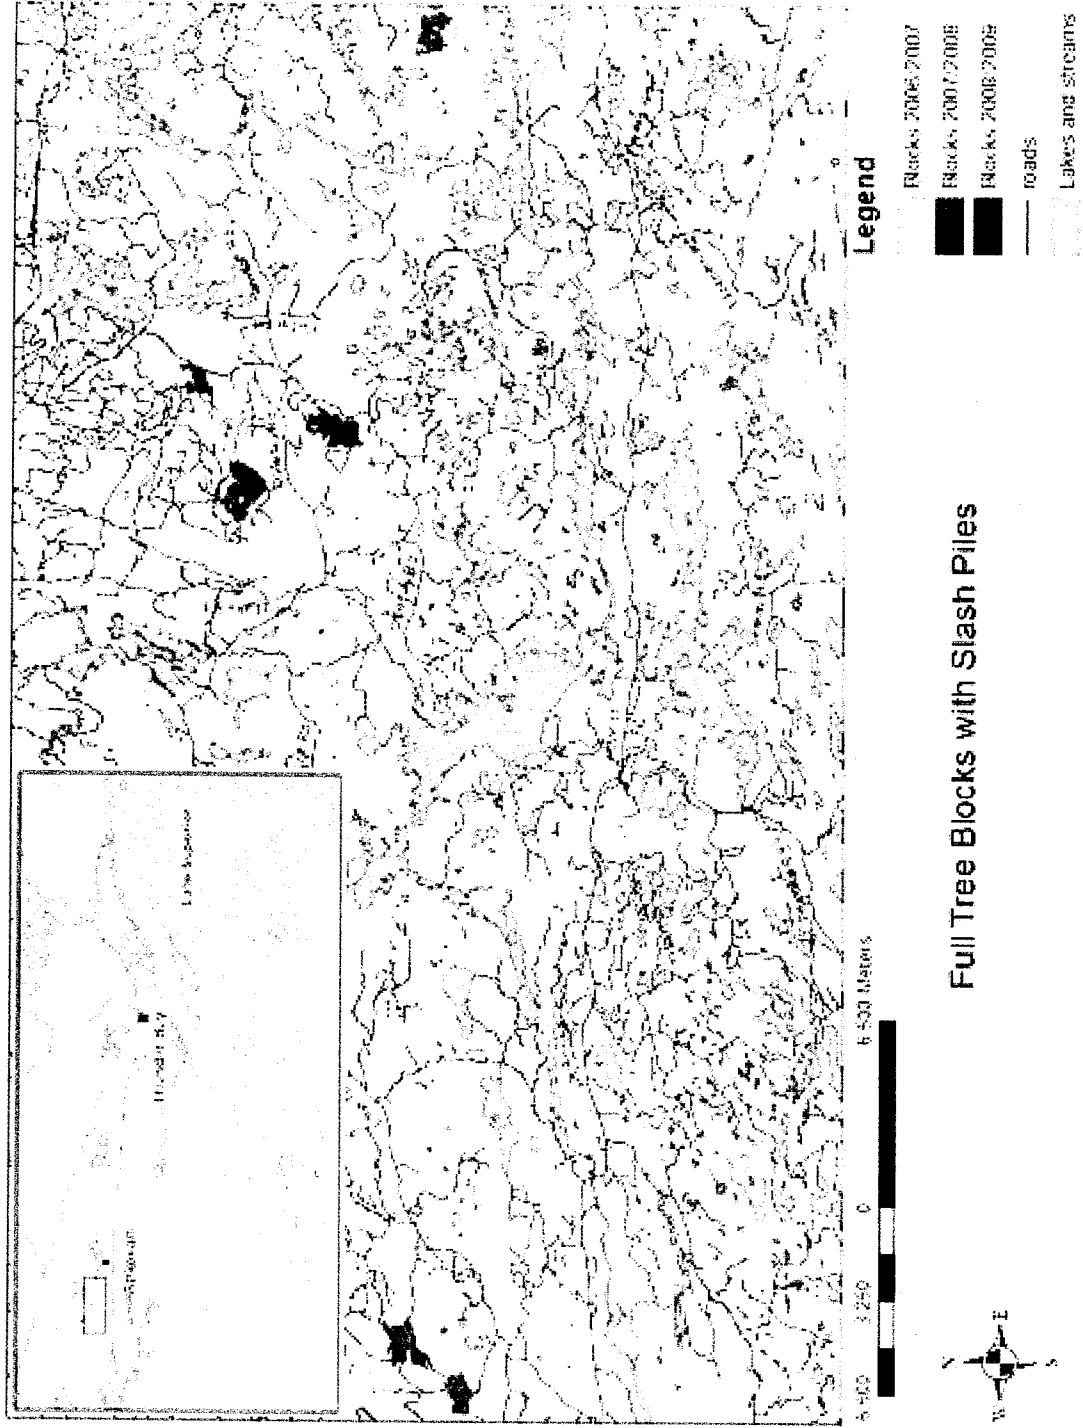 Lake Superior
Thunder Bay
6 500 Meters
0
3 250
6 500
N
W
E
S
Full Tree Blocks with Slash Piles
Legend
Blocks 2006/2007
Blocks 2007/2008
Blocks 2008/2009
roads
Lakes and streams